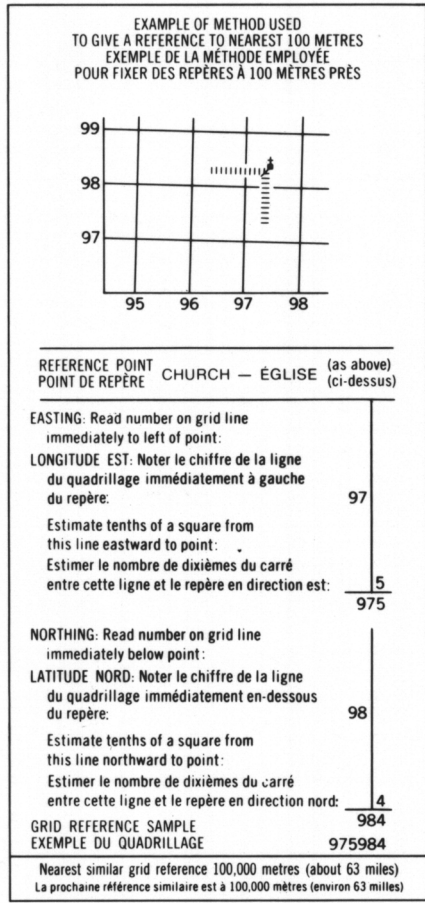 EXAMPLE OF METHOD USED
TO GIVE A REFERENCE TO NEAREST 100 METRES
EXEMPLE DE LA MÉTHODE EMPLOYÉE
POUR FIXER DES REPÈRES À 100 MÈTRES PRÈS
99
98
97
95 96 97 98
REFERENCE POINT
POINT DE REPÈRE
CHURCH — ÉGLISE
(as above)
(ci-dessus)
EASTING: Read number on grid line
immediately to left of point:
LONGITUDE EST: Noter le chiffre de la ligne
du quadrillage immédiatement à gauche
du repère: 97
Estimate tenths of a square from
this line eastward to point:
Estimer le nombre de dixièmes du carré
entre cette ligne et le repère en direction est: 5
975
NORTHING: Read number on grid line
immediately below point:
LATITUDE NORD: Noter le chiffre de la ligne
du quadrillage immédiatement en-dessous
du repère: 98
Estimate tenths of a square from
this line northward to point:
Estimer le nombre de dixièmes du carré
entre cette ligne et le repère en direction nord: 4
984
GRID REFERENCE SAMPLE
EXEMPLE DU QUADRILLAGE 975984
Nearest similar grid reference 100,000 metres (about 63 miles)
La prochaine référence similaire est à 100,000 mètres (environ 63 milles)